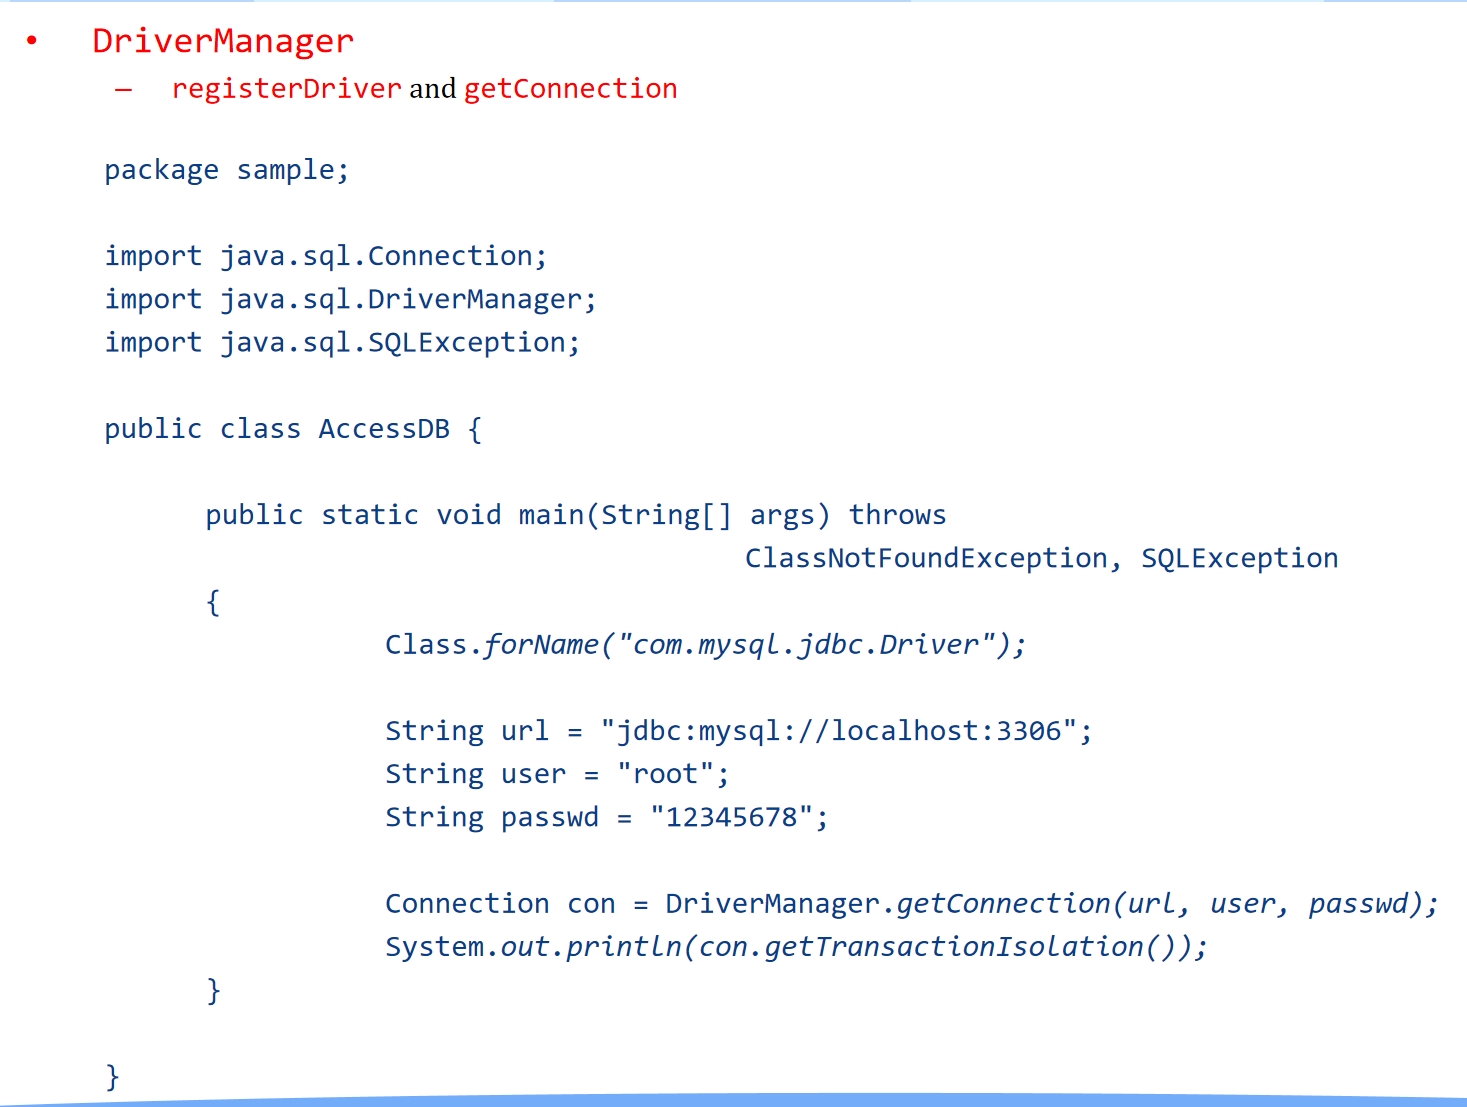 • DriverManager
– registerDriver and getConnection
package sample;
import java.sql.Connection;
import java.sql.DriverManager;
import java.sql.SQLException;
public class AccessDB {
public static void main(String[] args) throws
ClassNotFoundException, SQLException
{
Class.forName("com.mysql.jdbc.Driver");
String url = "jdbc:mysql://localhost:3306";
String user = "root";
String passwd = "12345678";
Connection con = DriverManager.getConnection(url, user, passwd);
System.out.println(con.getTransactionIsolation());
}
}